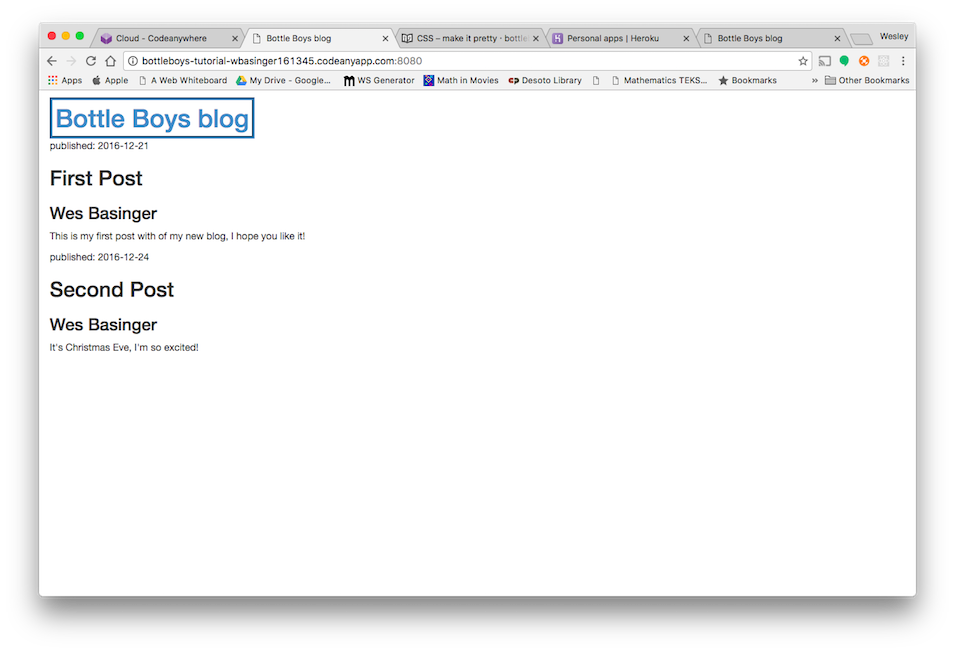 Cloud - Codeanywhere
Bottle Boys blog
CSS – make it pretty · bottle
Personal apps | Heroku
Bottle Boys blog
Wesley
bottleboys-tutorial-wbasinger161345.codeanyapp.com:8080
Apps
Apple
A Web Whiteboard
My Drive - Google...
WS Generator
Math in Movies
cp Desoto Library
Mathematics TEKS...
Bookmarks
» Other Bookmarks
Bottle Boys blog
published: 2016-12-21
First Post
Wes Basinger
This is my first post with of my new blog, I hope you like it!
published: 2016-12-24
Second Post
Wes Basinger
It's Christmas Eve, I'm so excited!